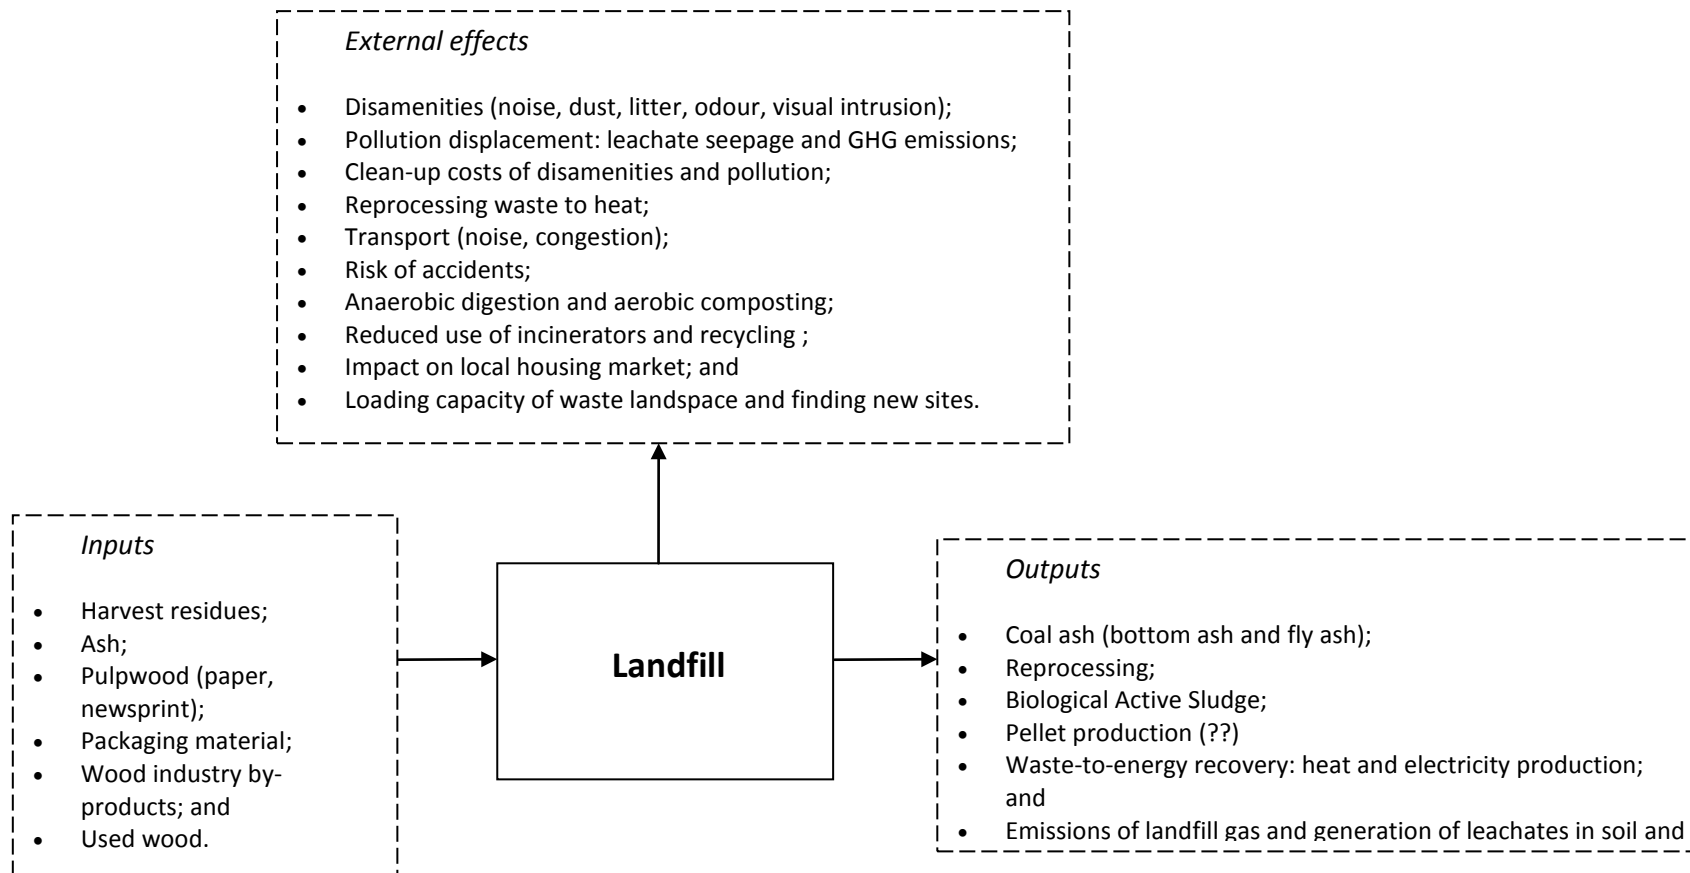 External effects
• Disamenities (noise, dust, litter, odour, visual intrusion);
• Pollution displacement: leachate seepage and GHG emissions;
• Clean-up costs of disamenities and pollution;
• Reprocessing waste to heat;
• Transport (noise, congestion);
• Risk of accidents;
• Anaerobic digestion and aerobic composting;
• Reduced use of incinerators and recycling ;
• Impact on local housing market; and
• Loading capacity of waste landspace and finding new sites.
Inputs
• Harvest residues;
• Ash;
• Pulpwood (paper,
newsprint);
• Packaging material;
• Wood industry by-
products; and
• Used wood.
Landfill
Outputs
• Coal ash (bottom ash and fly ash);
• Reprocessing;
• Biological Active Sludge;
• Pellet production (??)
• Waste-to-energy recovery: heat and electricity production;
and
• Emissions of landfill gas and generation of leachates in soil and